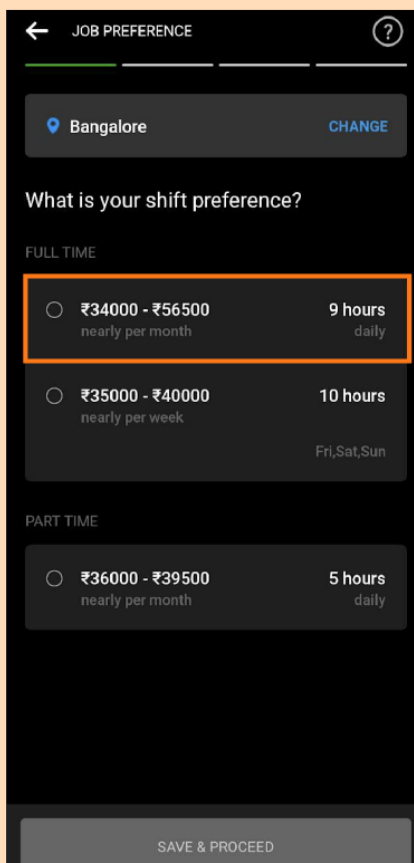 JOB PREFERENCE ?
Bangalore CHANGE
What is your shift preference?
FULL TIME
₹34000 - ₹56500 9 hours
nearly per month daily
₹35000 - ₹40000 10 hours
nearly per week
Fri,Sat,Sun
PART TIME
₹36000 - ₹39500 5 hours
nearly per month daily
SAVE & PROCEED